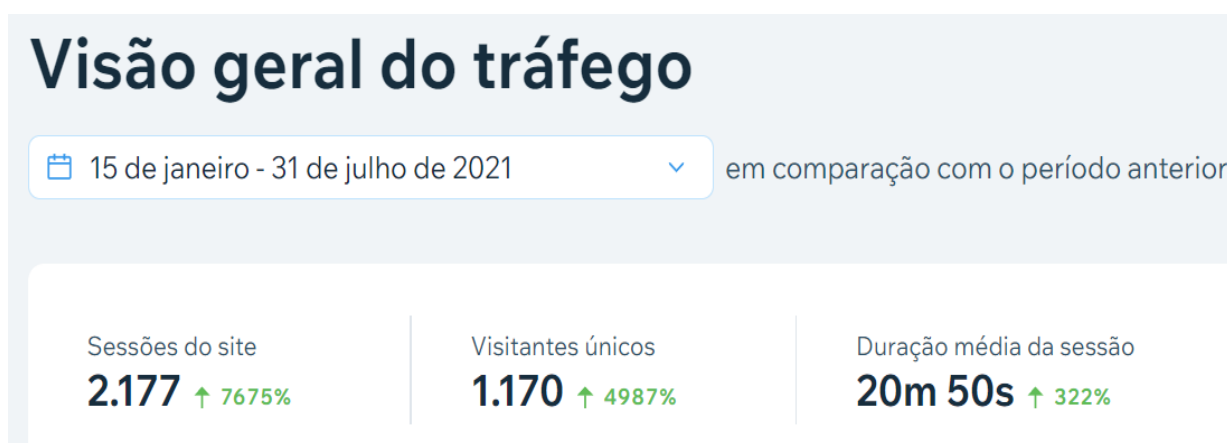 Visão geral do tráfego
15 de janeiro - 31 de julho de 2021 em comparação com o período anterior
Sessões do site Visitantes únicos Duração média da sessão
2.177 ↑ 7675% 1.170 ↑ 4987% 20m 50s ↑ 322%